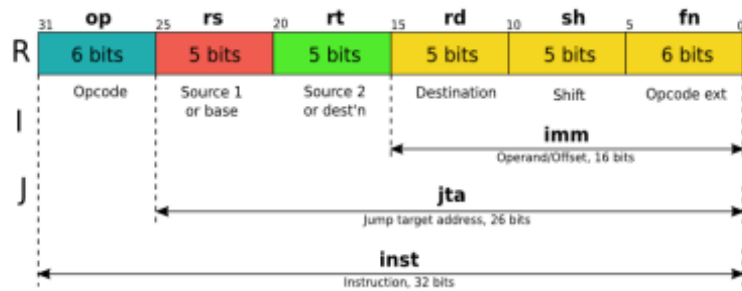 op rs rt rd sh fn
31 25 20 15 10 5 0
R 6 bits 5 bits 5 bits 5 bits 5 bits 6 bits
Opcode Source 1 Source 2 Destination Shift Opcode ext
or base or dest'n
I
imm
Operand/Offset, 16 bits
J
jta
Jump target address, 26 bits
inst
Instruction, 32 bits